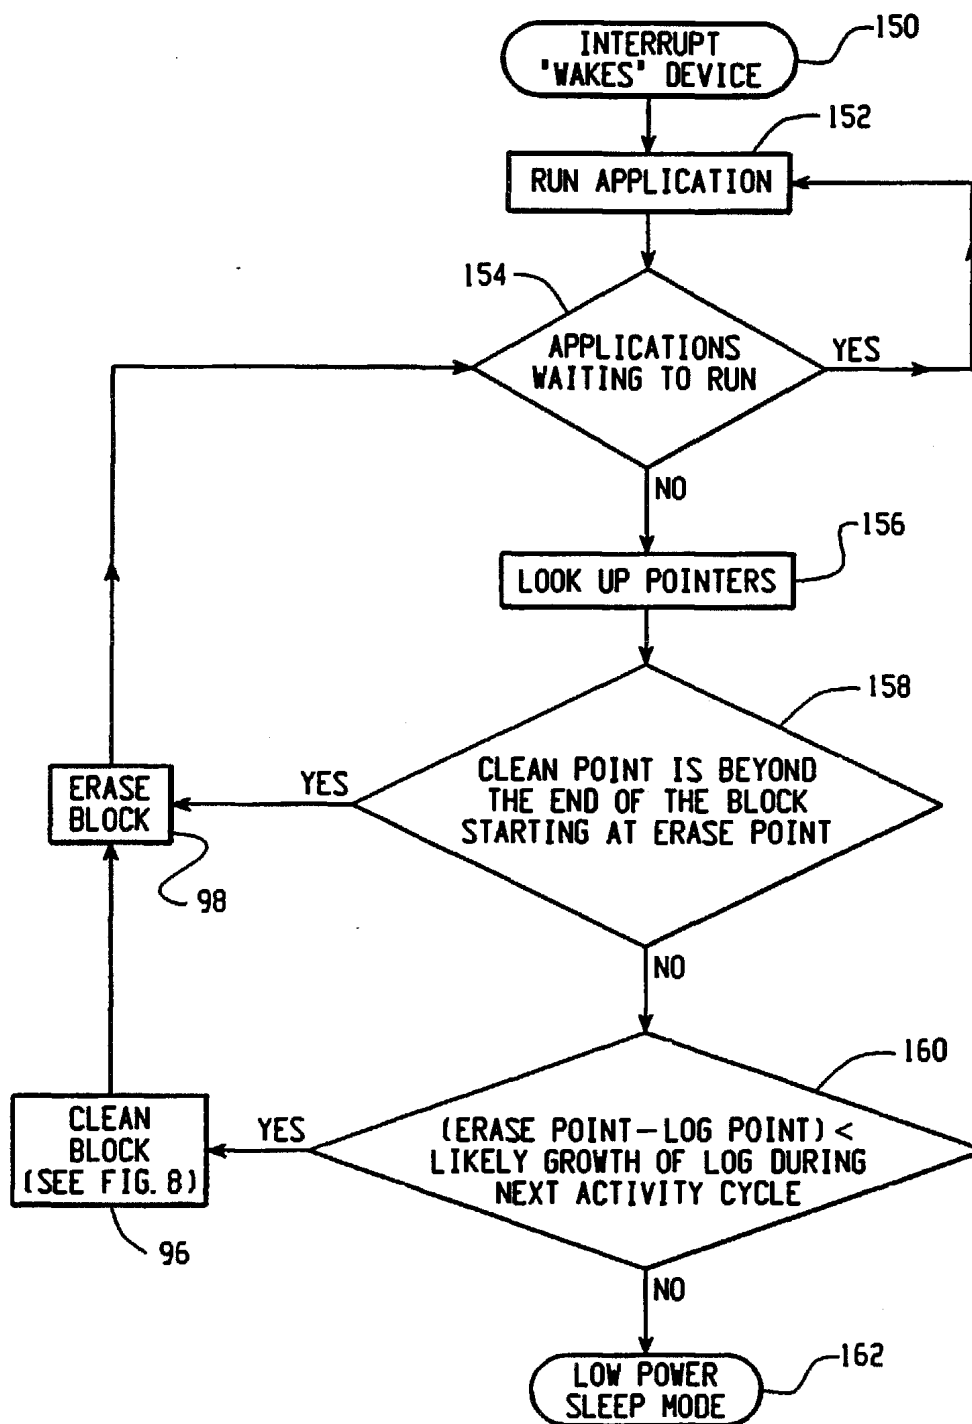 INTERRUPT
"WAKES" DEVICE
150
152
RUN APPLICATION
154
APPLICATIONS
WAITING TO RUN
YES
NO
156
LOOK UP POINTERS
158
CLEAN POINT IS BEYOND
THE END OF THE BLOCK
STARTING AT ERASE POINT
YES
ERASE
BLOCK
98
NO
160
(ERASE POINT—LOG POINT) <
LIKELY GROWTH OF LOG DURING
NEXT ACTIVITY CYCLE
YES
CLEAN
BLOCK
(SEE FIG. 8)
96
NO
LOW POWER
SLEEP MODE
162